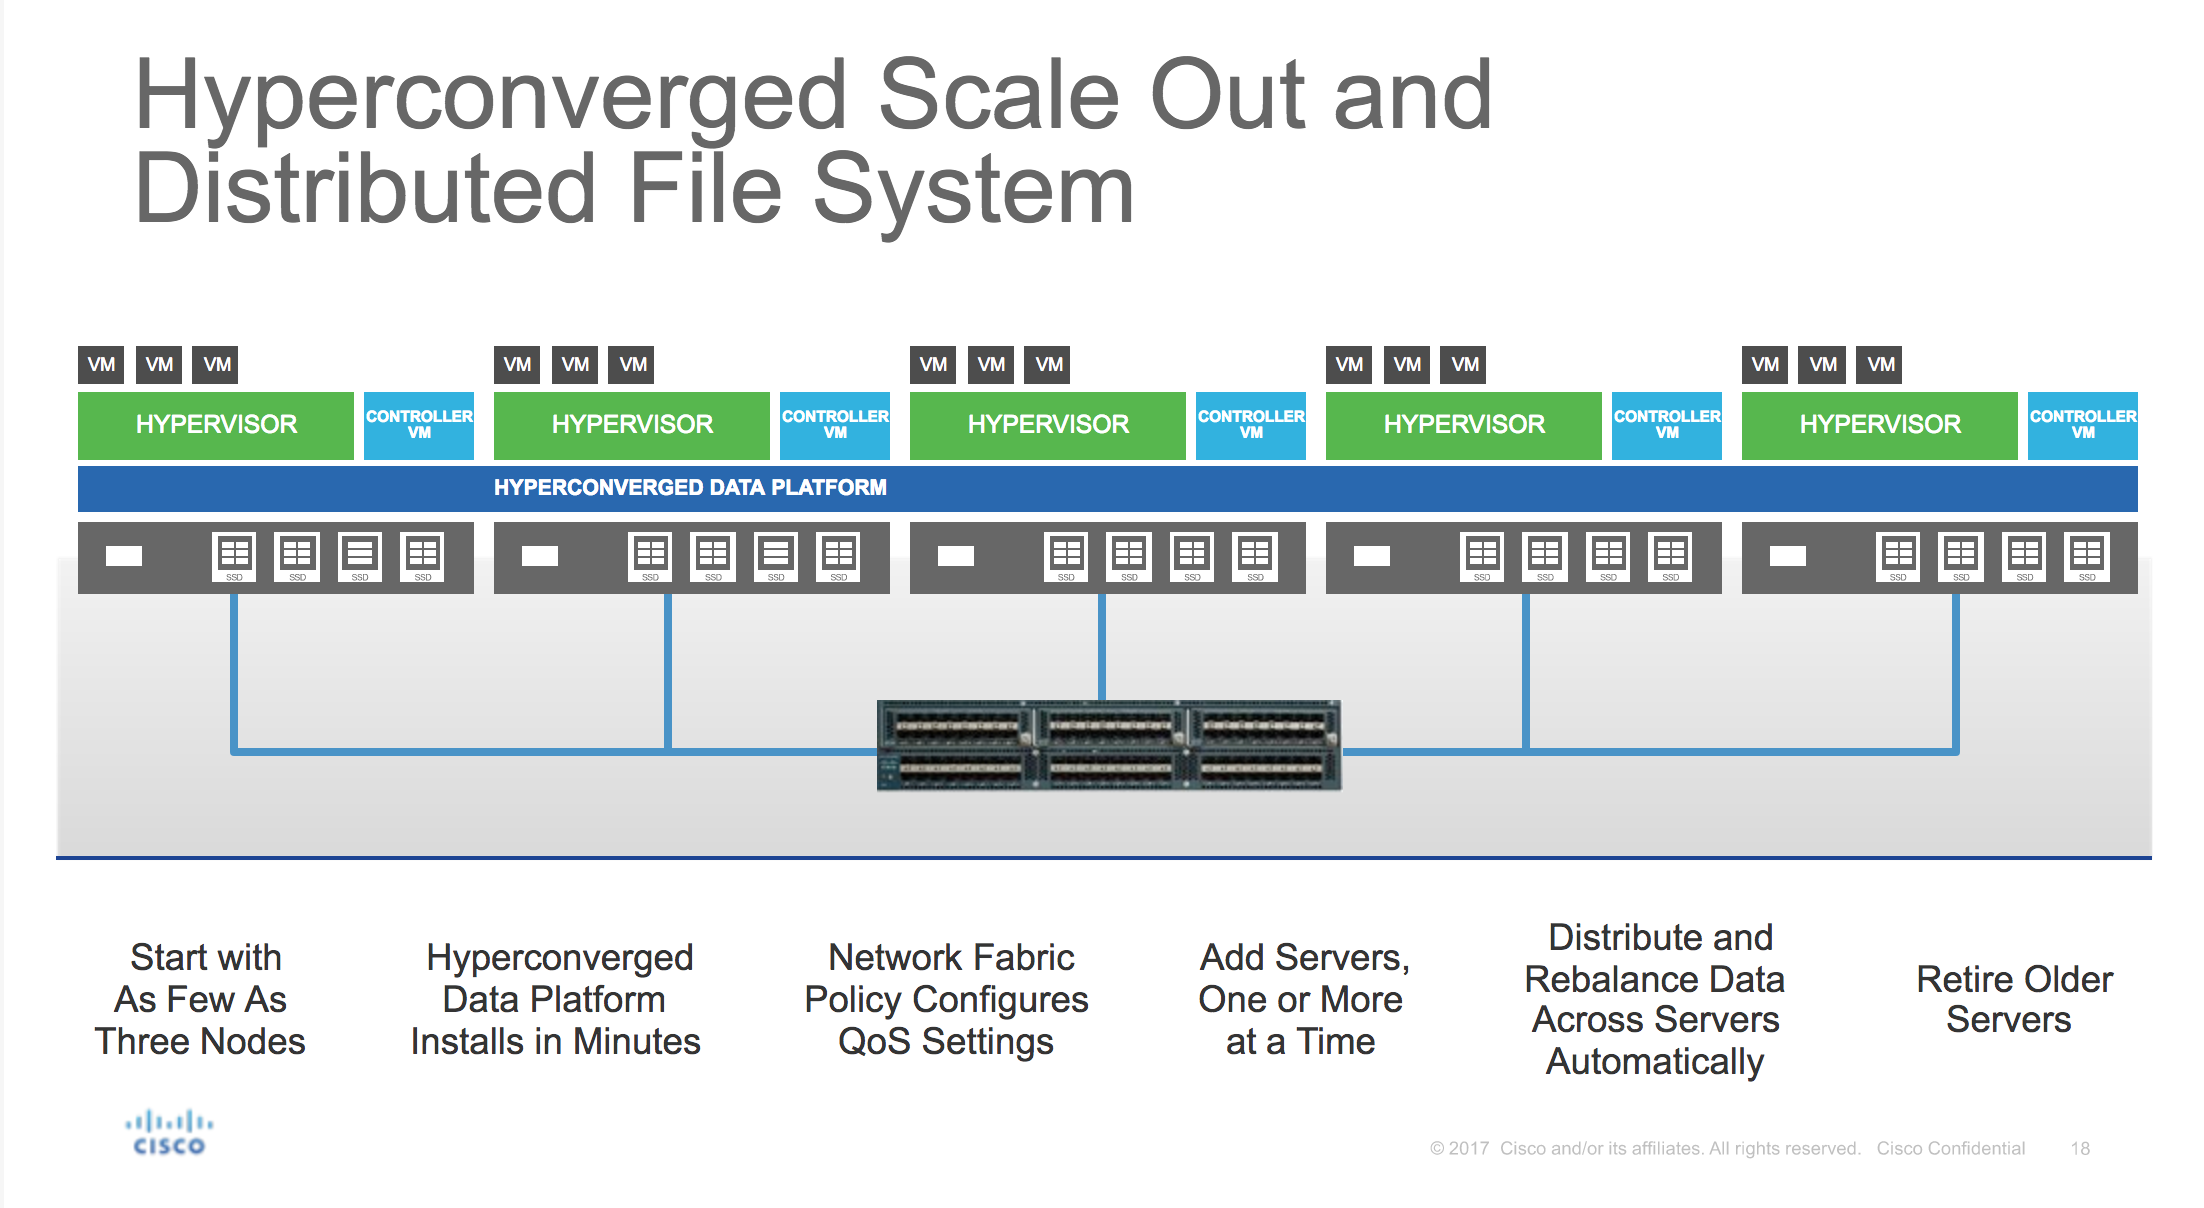 Hyperconverged Scale Out and
Distributed File System
VM VM VM VM VM VM VM VM VM VM VM VM VM VM VM
HYPERVISOR
CONTROLLER
VM
HYPERVISOR
CONTROLLER
VM
HYPERVISOR
CONTROLLER
VM
HYPERVISOR
CONTROLLER
VM
HYPERVISOR
CONTROLLER
VM
HYPERCONVERGED DATA PLATFORM
SSD SSD SSD SSD SSD SSD SSD SSD SSD SSD SSD SSD SSD SSD SSD SSD SSD SSD SSD SSD
Start with
As Few As
Three Nodes
Hyperconverged
Data Platform
Installs in Minutes
Network Fabric
Policy Configures
QoS Settings
Add Servers,
One or More
at a Time
Distribute and
Rebalance Data
Across Servers
Automatically
Retire Older
Servers
CISCO
© 2017 Cisco and/or its affiliates. All rights reserved. Cisco Confidential 18